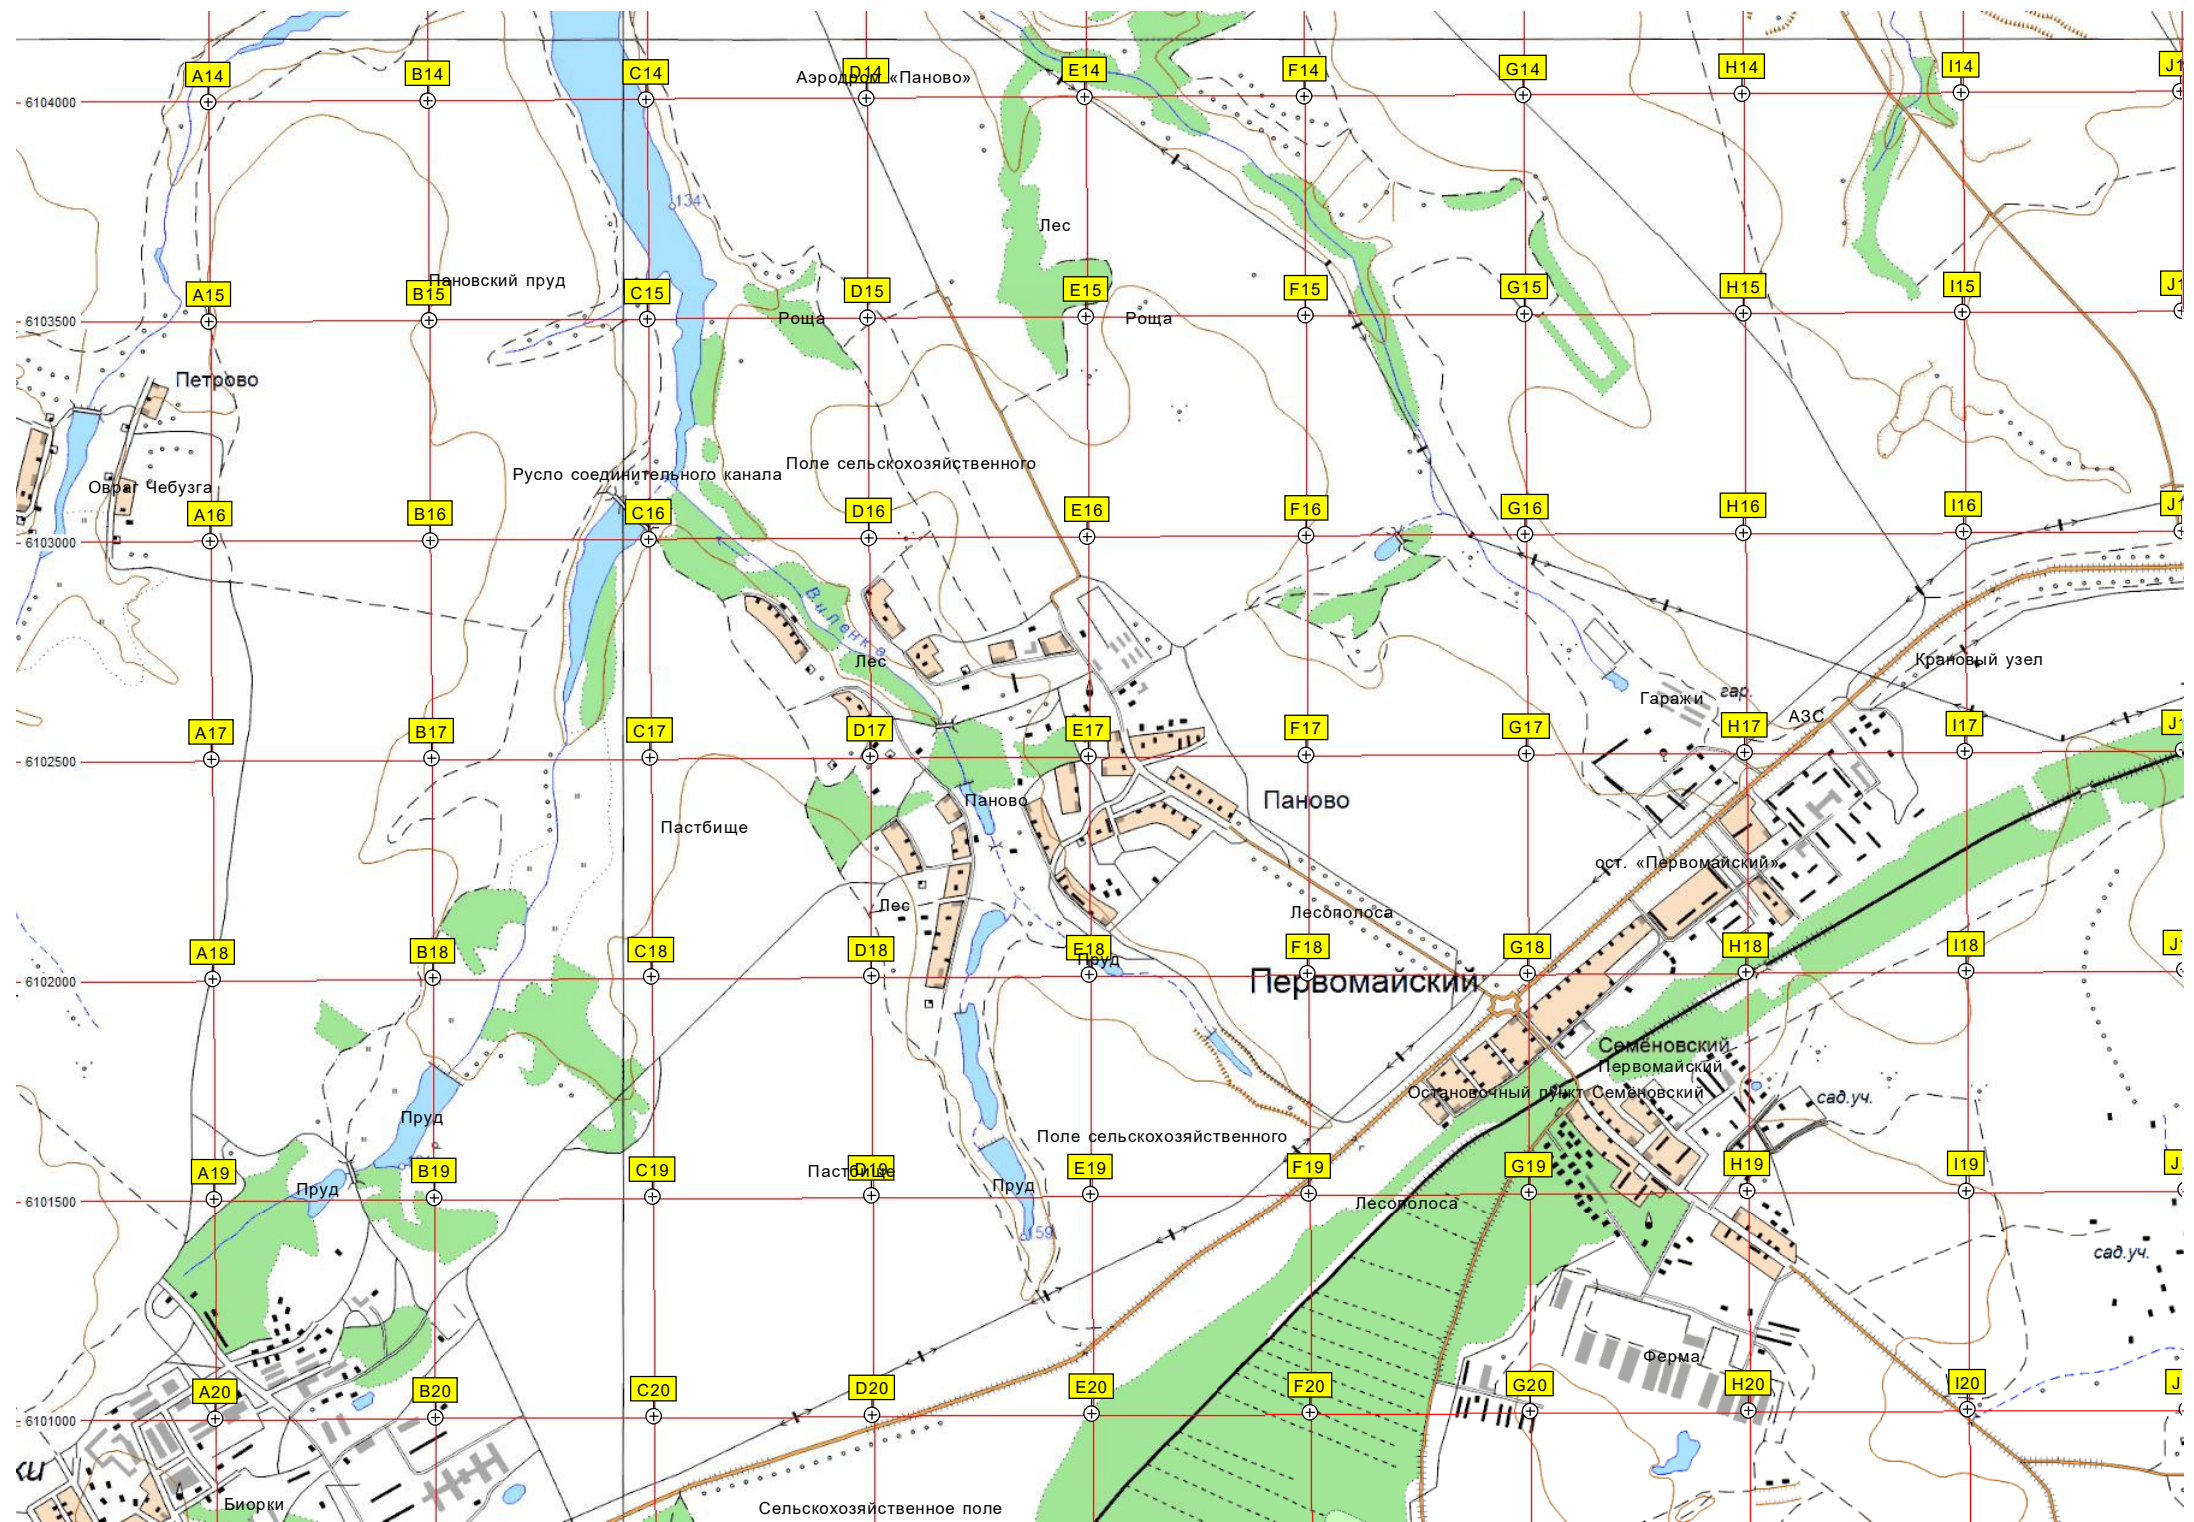 A14 B14 C14 D14 E14 F14 G14 H14 I14
Аэродром «Паново»
6104000
134
Лес
A15 B15 C15 D15 E15 F15 G15 H15 I15
Пановский пруд
6103500
Роща
Роща
Петрово
Поле сельскохозяйственного
Русло соединительного канала
Овраг Чебузга
A16 B16 C16 D16 E16 F16 G16 H16 I16
6103000
Виленка
Лес
Крановый узел
Гаражи
гар.
АЗС
A17 B17 C17 D17 E17 F17 G17 H17 I17
6102500
Паново
Паново
Пастбище
ост. «Первомайский»
Лес
Лесополоса
A18 B18 C18 D18 E18 F18 G18 H18 I18
Пруд
6102000
Первомайский
Семёновский
Первомайский
Остановочный пункт Семёновский
сад.уч.
Пруд
Поле сельскохозяйственного
A19 B19 C19 D19 E19 F19 G19 H19 I19
Пастбище
Пруд
Пруд
6101500
Лесополоса
159
сад.уч.
Ферма
A20 B20 C20 D20 E20 F20 G20 H20 I20
6101000
ки
Биорки
Сельскохозяйственное поле